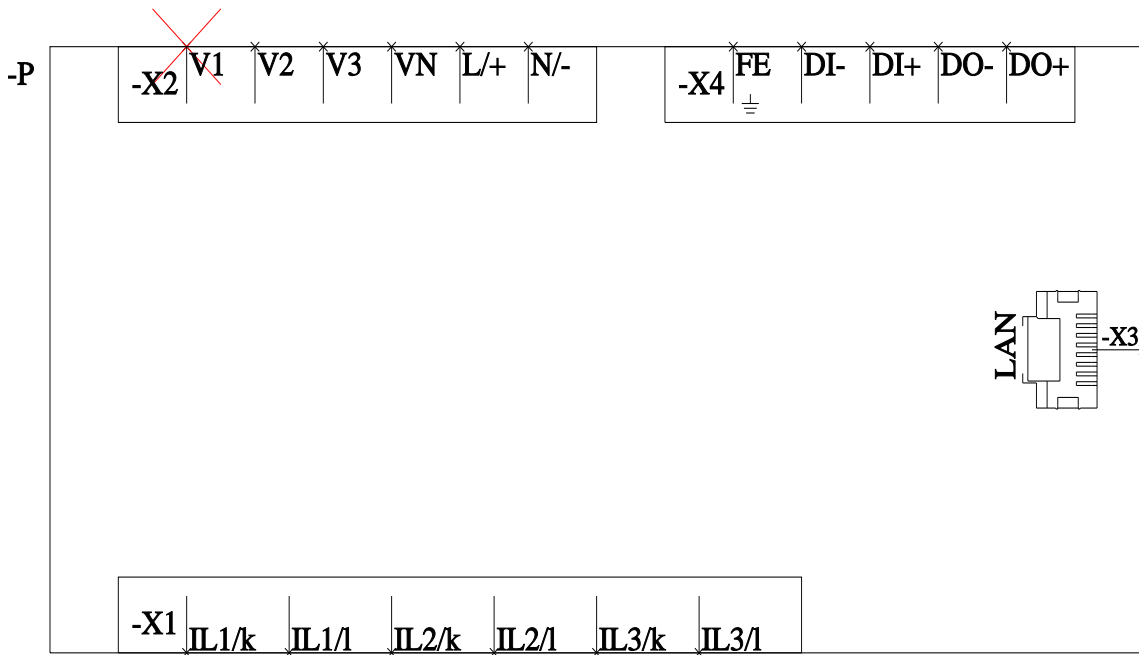 -P
-X2 V1 V2 V3 VN L/+ N/-
-X4 FE DI- DI+ DO- DO+
LAN
-X3
-X1 IL1/k IL1/l IL2/k IL2/l IL3/k IL3/l